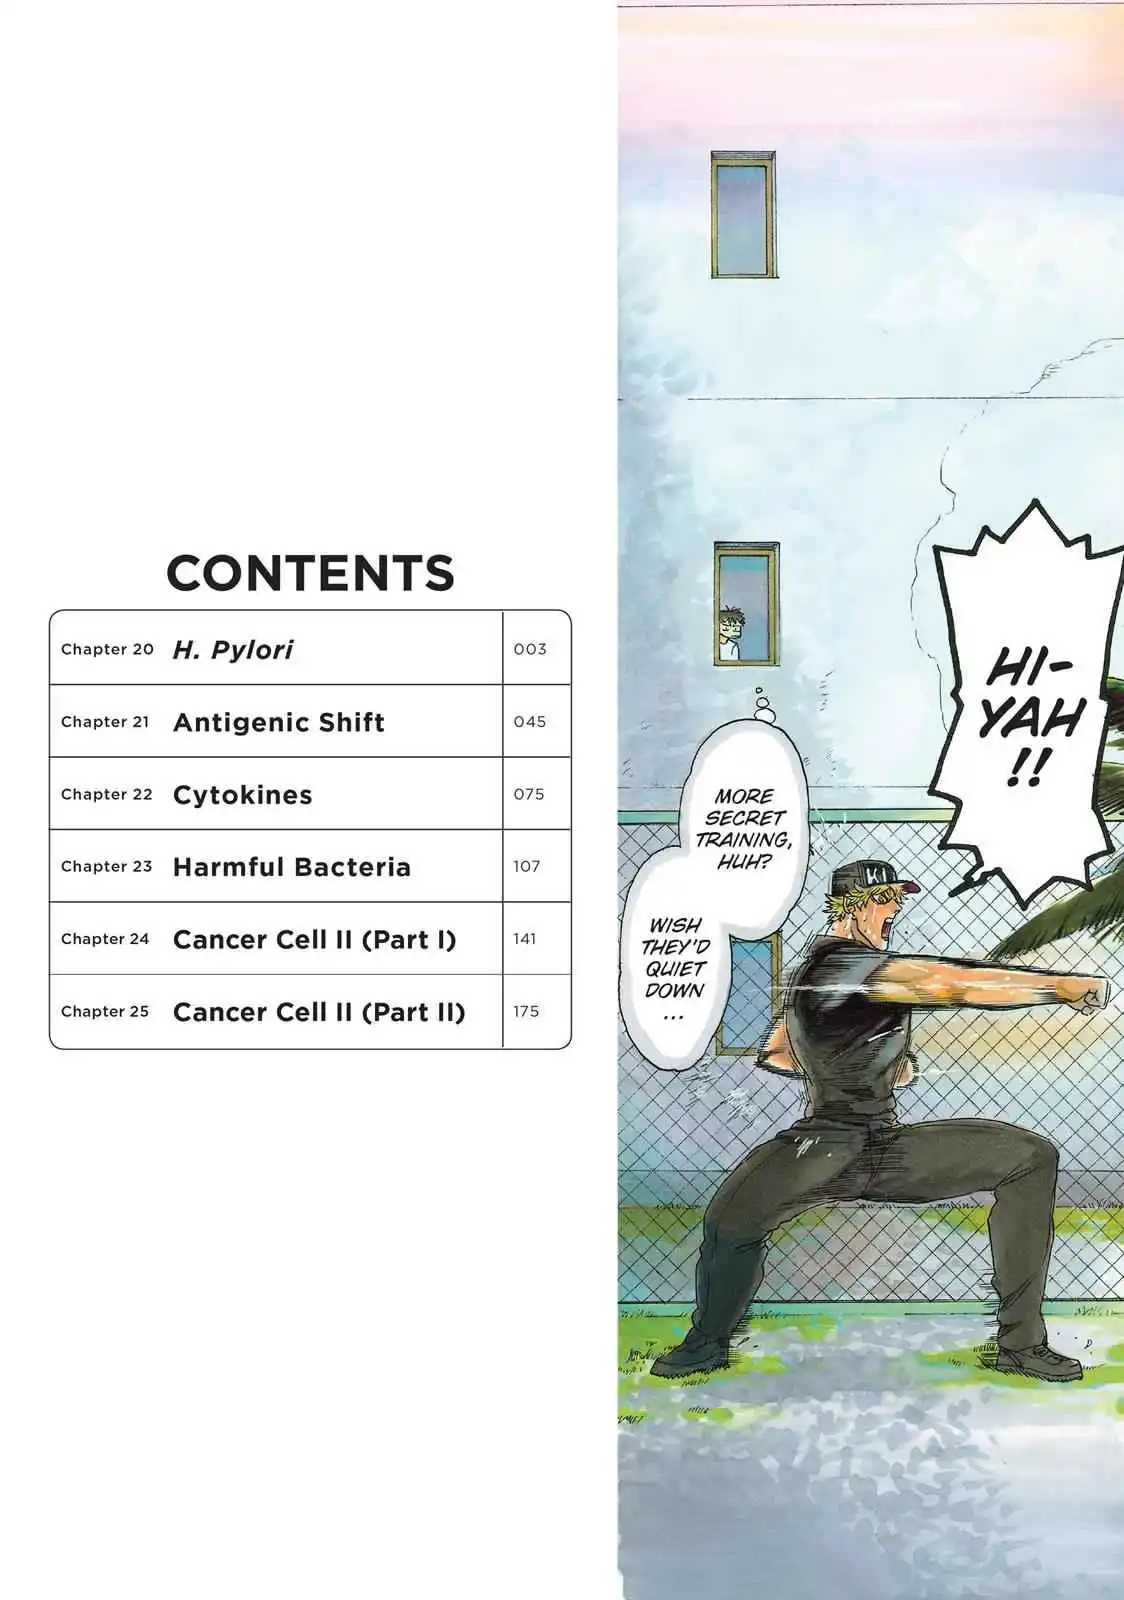 CONTENTS
Chapter 20 H. Pylori 003
Chapter 21 Antigenic Shift 045
Chapter 22 Cytokines 075
Chapter 23 Harmful Bacteria 107
Chapter 24 Cancer Cell II (Part I) 141
Chapter 25 Cancer Cell II (Part II) 175
HI-
YAH
!!
MORE
SECRET
TRAINING,
HUH?
WISH
THEY'D
QUIET
DOWN
...
KI